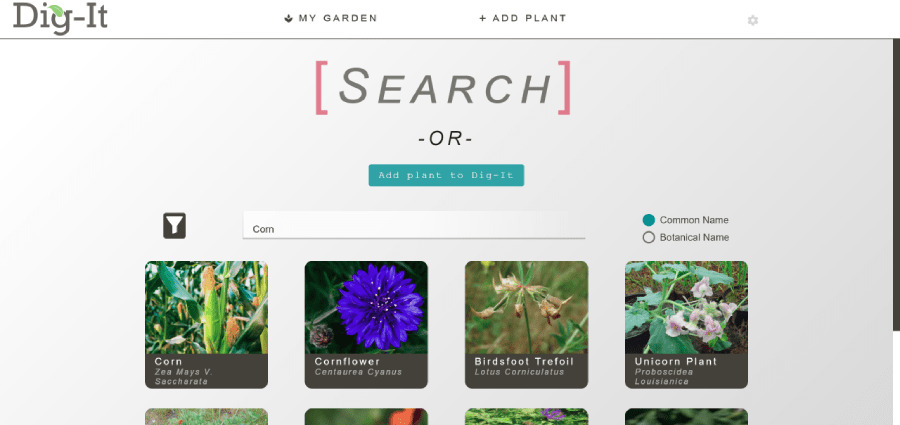 Dig-It
MY GARDEN
+ ADD PLANT
[SEARCH]
-OR-
Add plant to Dig-It
Corn
Common Name
Botanical Name
Corn
Zea Mays V.
Saccharata
Cornflower
Centaurea Cyanus
Birdsfoot Trefoil
Lotus Corniculatus
Unicorn Plant
Proboscidea
Louisianica